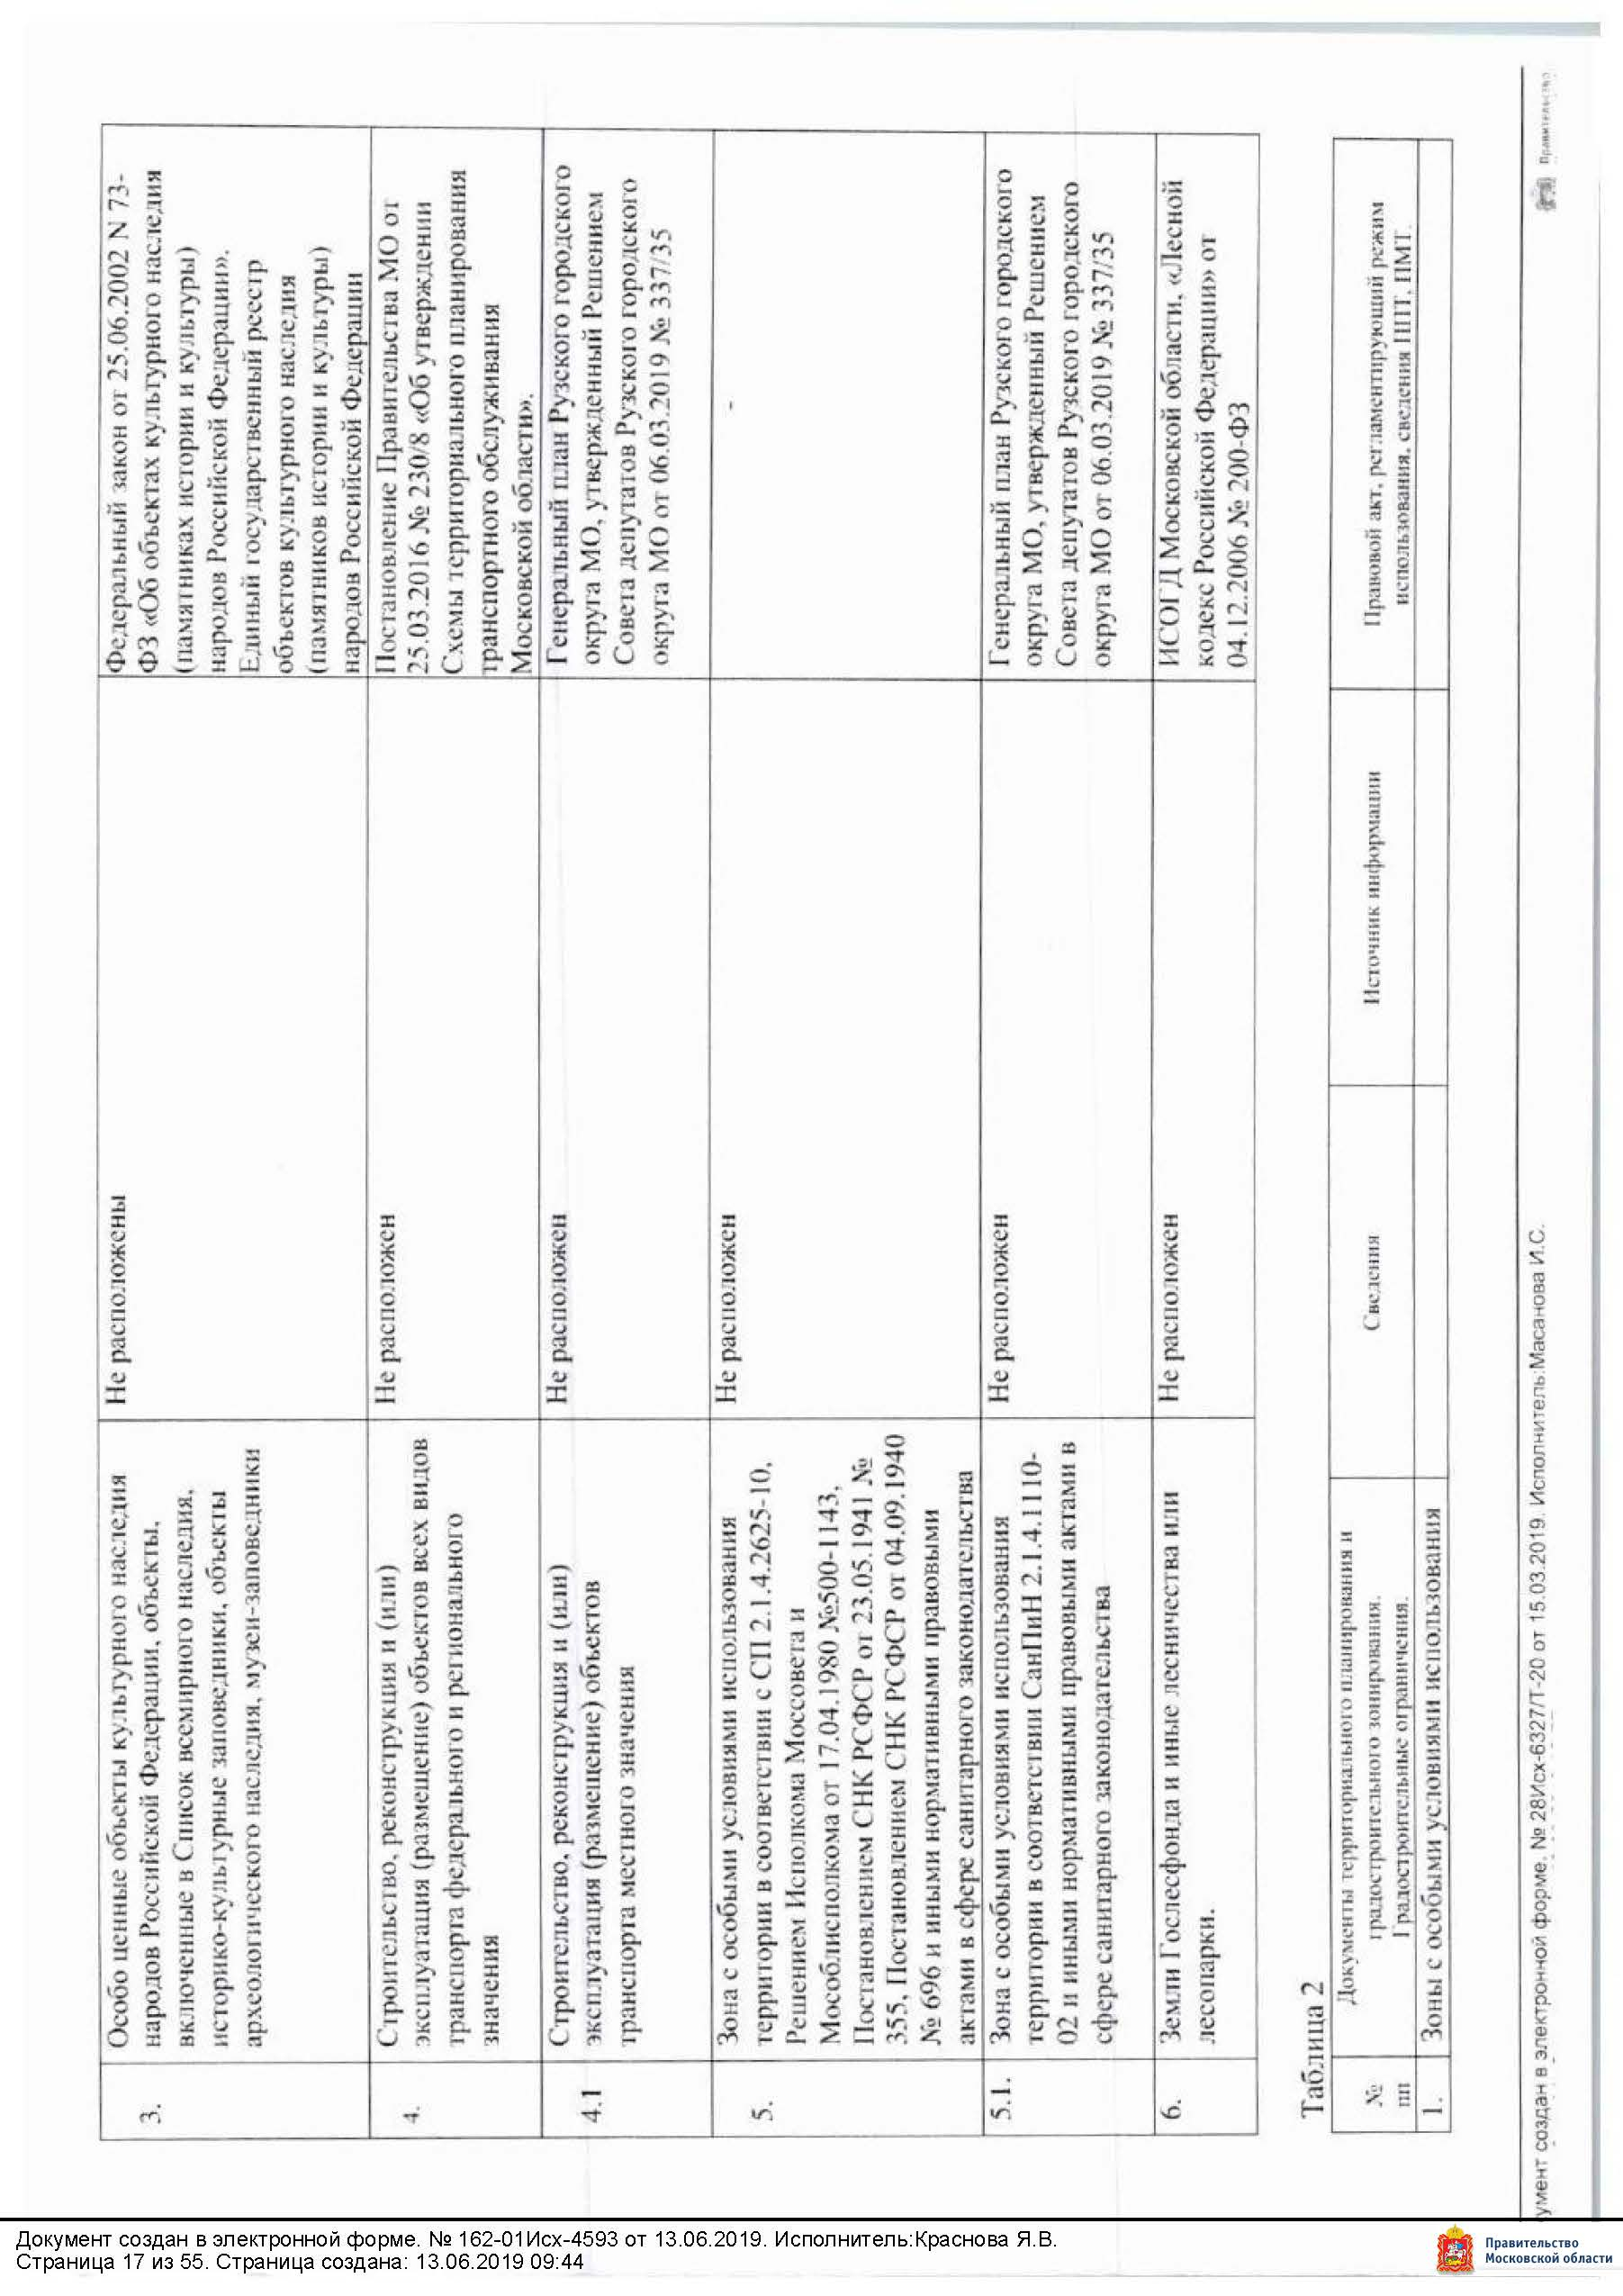 3.
Особо ценные объекты культурного наследия
народов Российской Федерации, объекты,
включенные в Список всемирного наследия,
историко-культурные заповедники, объекты
археологического наследия, музеи-заповедники
Не расположены
Федеральный закон от 25.06.2002 N 73-
ФЗ «Об объектах культурного наследия
(памятниках истории и культуры)
народов Российской Федерации».
Единый государственный реестр
объектов культурного наследия
(памятников истории и культуры)
народов Российской Федерации
4.
Строительство, реконструкция и (или)
эксплуатация (размещение) объектов всех видов
транспорта федерального и регионального
значения
Не расположен
Постановление Правительства МО от
25.03.2016 № 230/8 «Об утверждении
Схемы территориального планирования
транспортного обслуживания
Московской области».
4.1
Строительство, реконструкция и (или)
эксплуатация (размещение) объектов
транспорта местного значения
Не расположен
Генеральный план Рузского городского
округа МО, утвержденный Решением
Совета депутатов Рузского городского
округа МО от 06.03.2019 № 337/35
5.
Зона с особыми условиями использования
территории в соответствии с СП 2.1.4.2625-10,
Решением Исполкома Моссовета и
Мособлисполкома от 17.04.1980 №500-1143,
Постановлением СНК РСФСР от 23.05.1941 №
355, Постановлением СНК РСФСР от 04.09.1940
№ 696 и иными нормативными правовыми
актами в сфере санитарного законодательства
Не расположен
-
5.1.
Зона с особыми условиями использования
территории в соответствии СанПиН 2.1.4.1110-
02 и иными нормативными правовыми актами в
сфере санитарного законодательства
Не расположен
Генеральный план Рузского городского
округа МО, утвержденный Решением
Совета депутатов Рузского городского
округа МО от 06.03.2019 № 337/35
6.
Земли Гослесфонда и иные лесничества или
лесопарки.
Не расположен
ИСОГД Московской области, «Лесной
кодекс Российской Федерации» от
04.12.2006 № 200-ФЗ
Таблица 2
№
пп
Документы территориального планирования и
градостроительного зонирования.
Градостроительные ограничения.
Сведения
Источник информации
Правовой акт, регламентирующий режим
использования, сведения ППТ, ПМТ.
1.
Зоны с особыми условиями использования
умент создан в электронной форме. № 28Исх-6327/Т-20 от 15.03.2019. Исполнитель:Масанова И.С.
Правительство
Документ создан в электронной форме. № 162-01Исх-4593 от 13.06.2019. Исполнитель:Краснова Я.В.
Страница 17 из 55. Страница создана: 13.06.2019 09:44
Правительство
Московской области